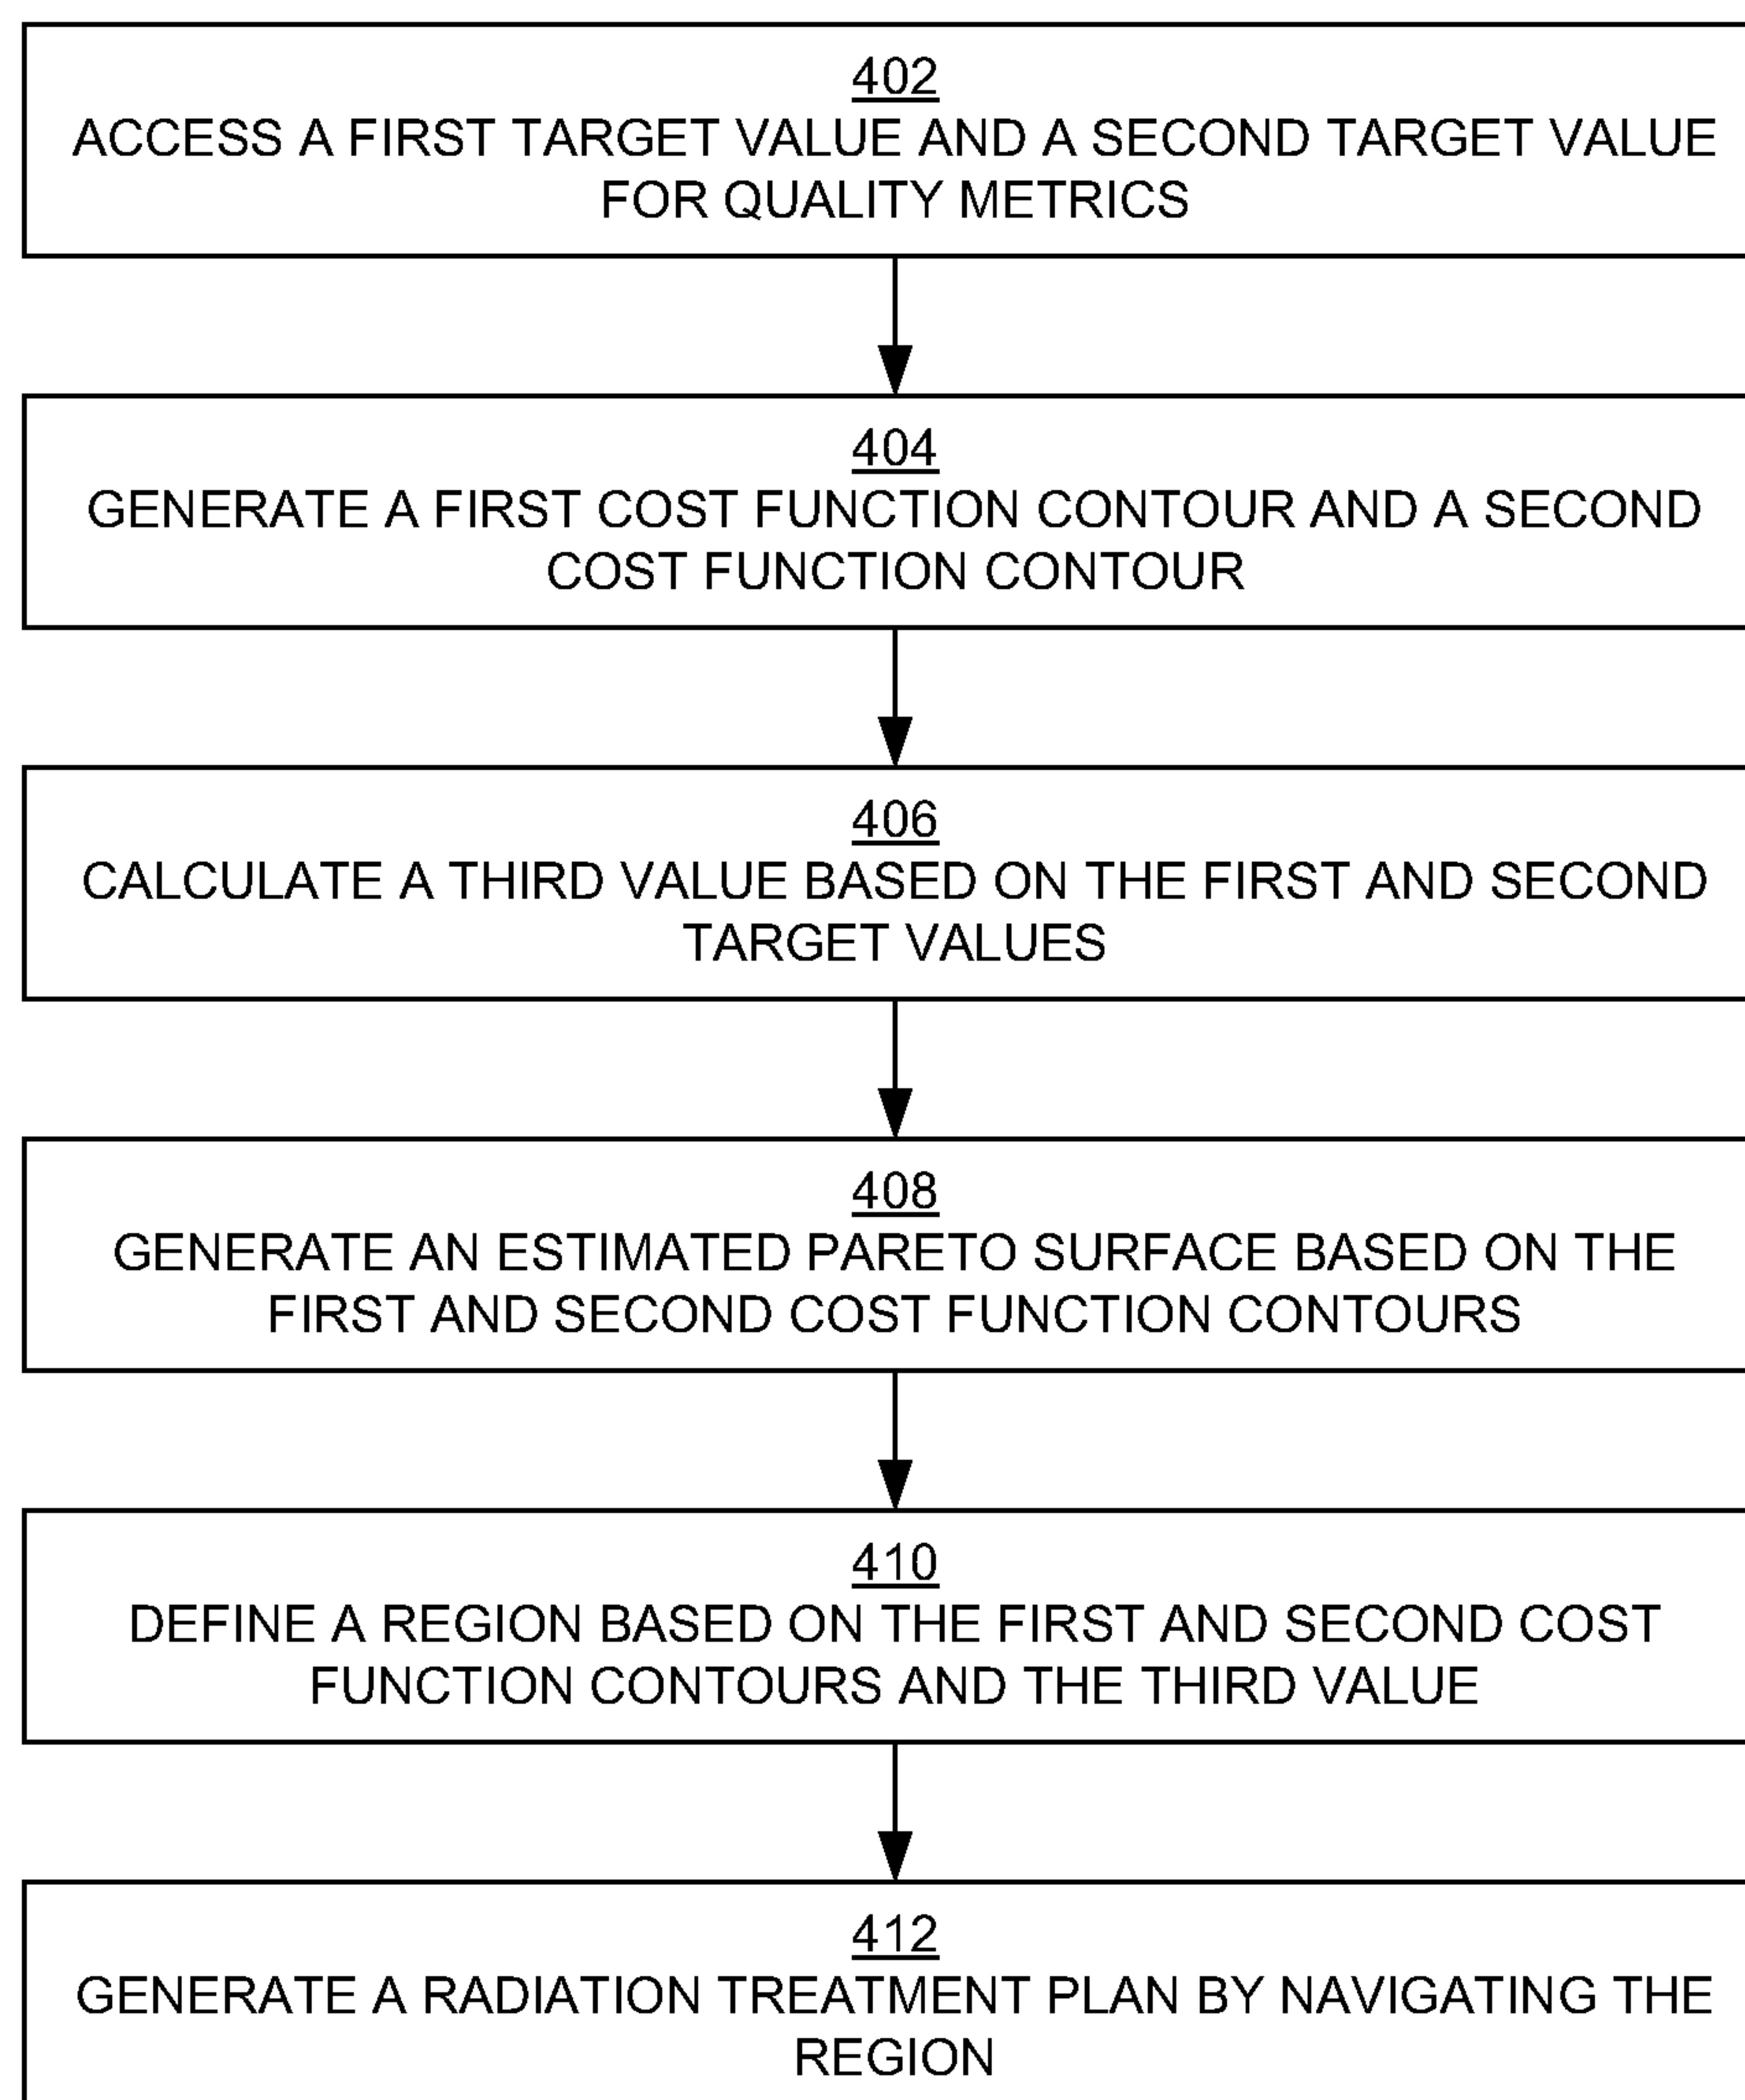 402
ACCESS A FIRST TARGET VALUE AND A SECOND TARGET VALUE
FOR QUALITY METRICS
404
GENERATE A FIRST COST FUNCTION CONTOUR AND A SECOND
COST FUNCTION CONTOUR
406
CALCULATE A THIRD VALUE BASED ON THE FIRST AND SECOND
TARGET VALUES
408
GENERATE AN ESTIMATED PARETO SURFACE BASED ON THE
FIRST AND SECOND COST FUNCTION CONTOURS
410
DEFINE A REGION BASED ON THE FIRST AND SECOND COST
FUNCTION CONTOURS AND THE THIRD VALUE
412
GENERATE A RADIATION TREATMENT PLAN BY NAVIGATING THE
REGION